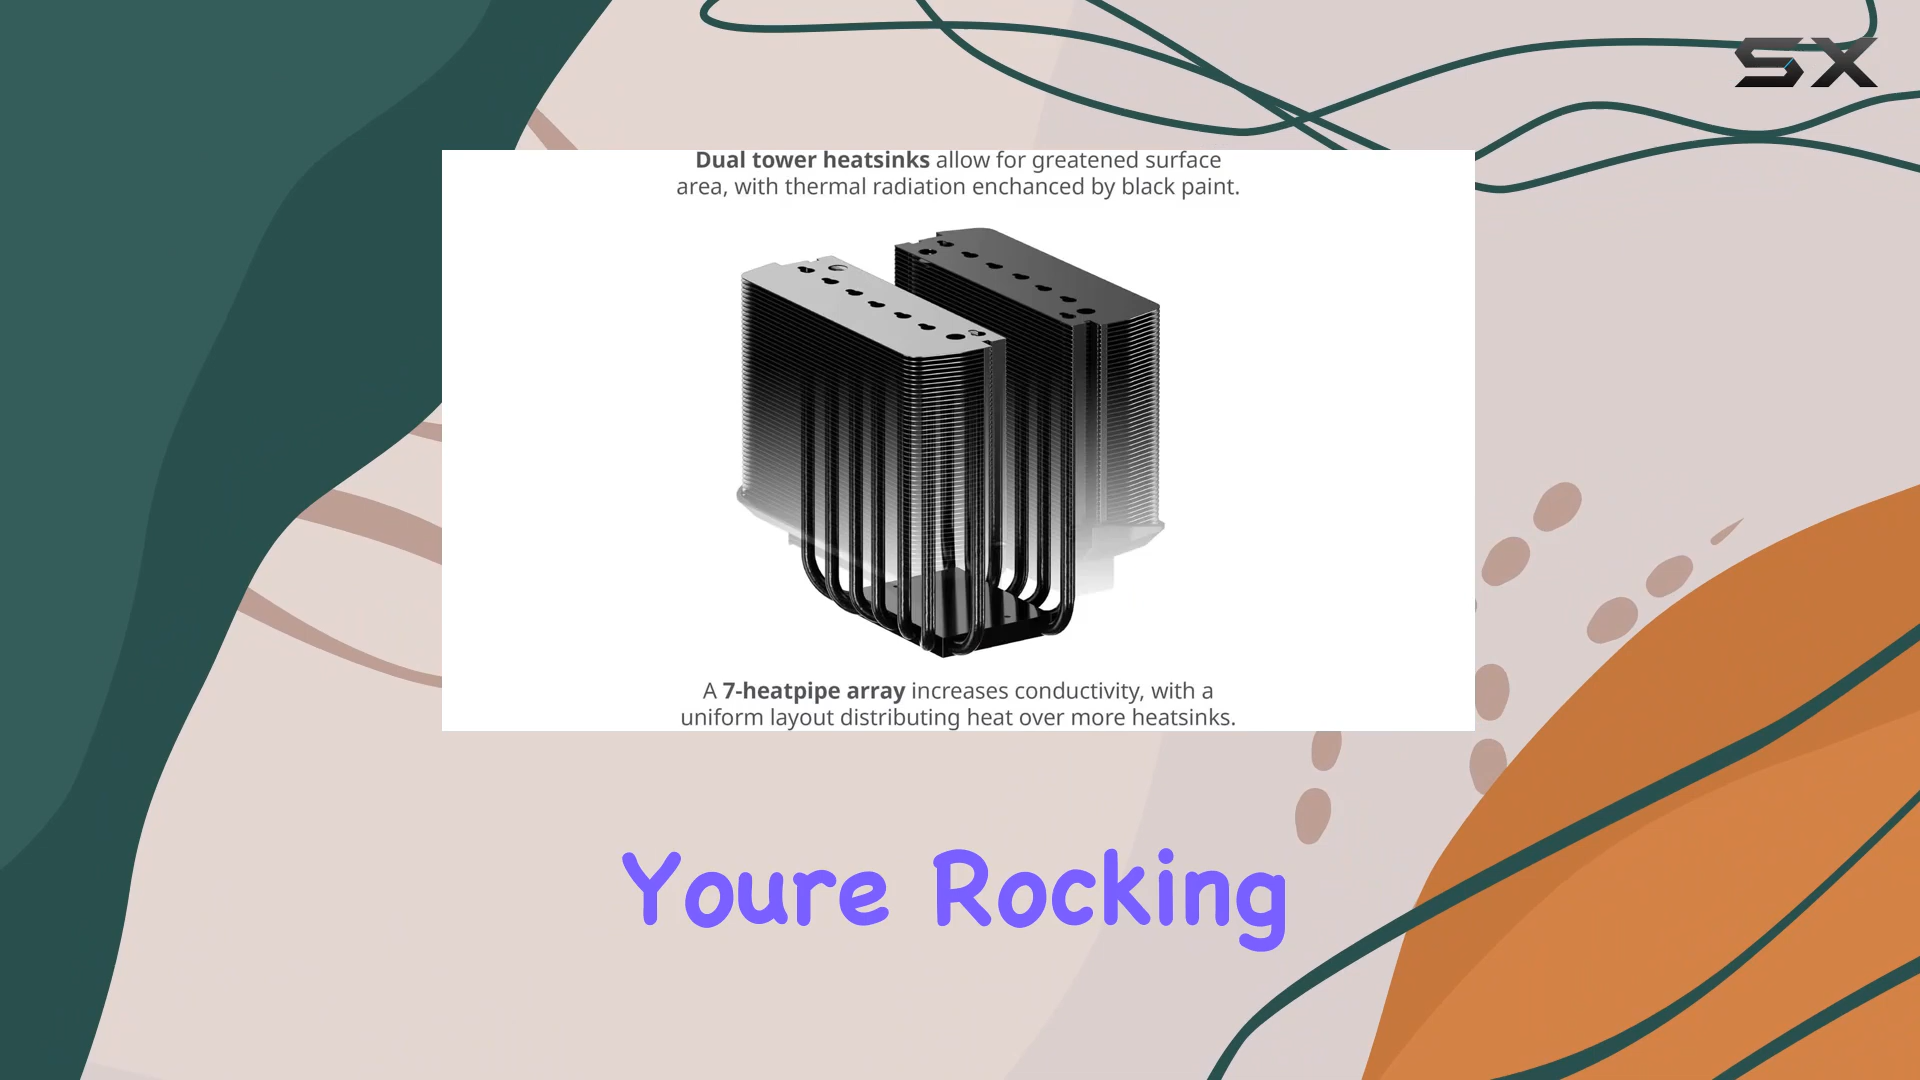 SX
Dual tower heatsinks allow for greatened surface
area, with thermal radiation enchanced by black paint.
A 7-heatpipe array increases conductivity, with a
uniform layout distributing heat over more heatsinks.
Youre Rocking